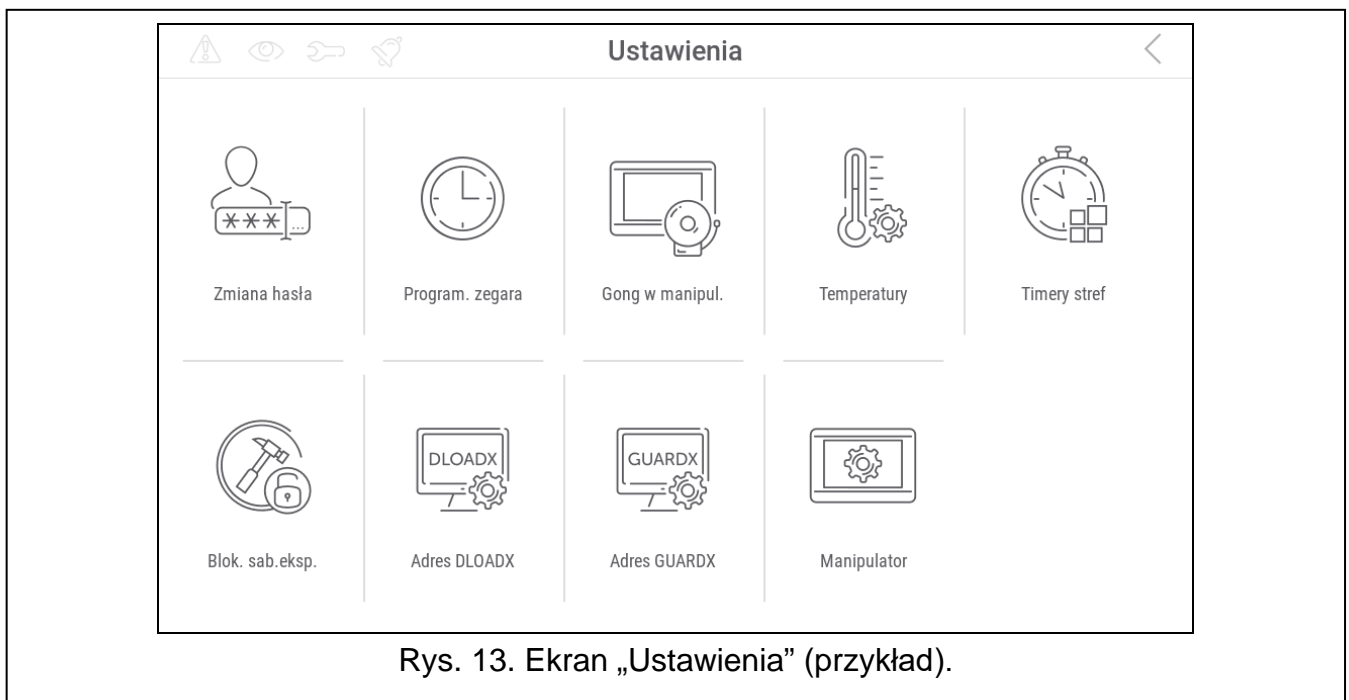 Ustawienia
Zmiana hasła
Program. zegara
Gong w manipul.
Temperatury
Timery stref
***...
DLOADX
GUARDX
Blok. sab.eksp.
Adres DLOADX
Adres GUARDX
Manipulator
Rys. 13. Ekran „Ustawienia” (przykład).